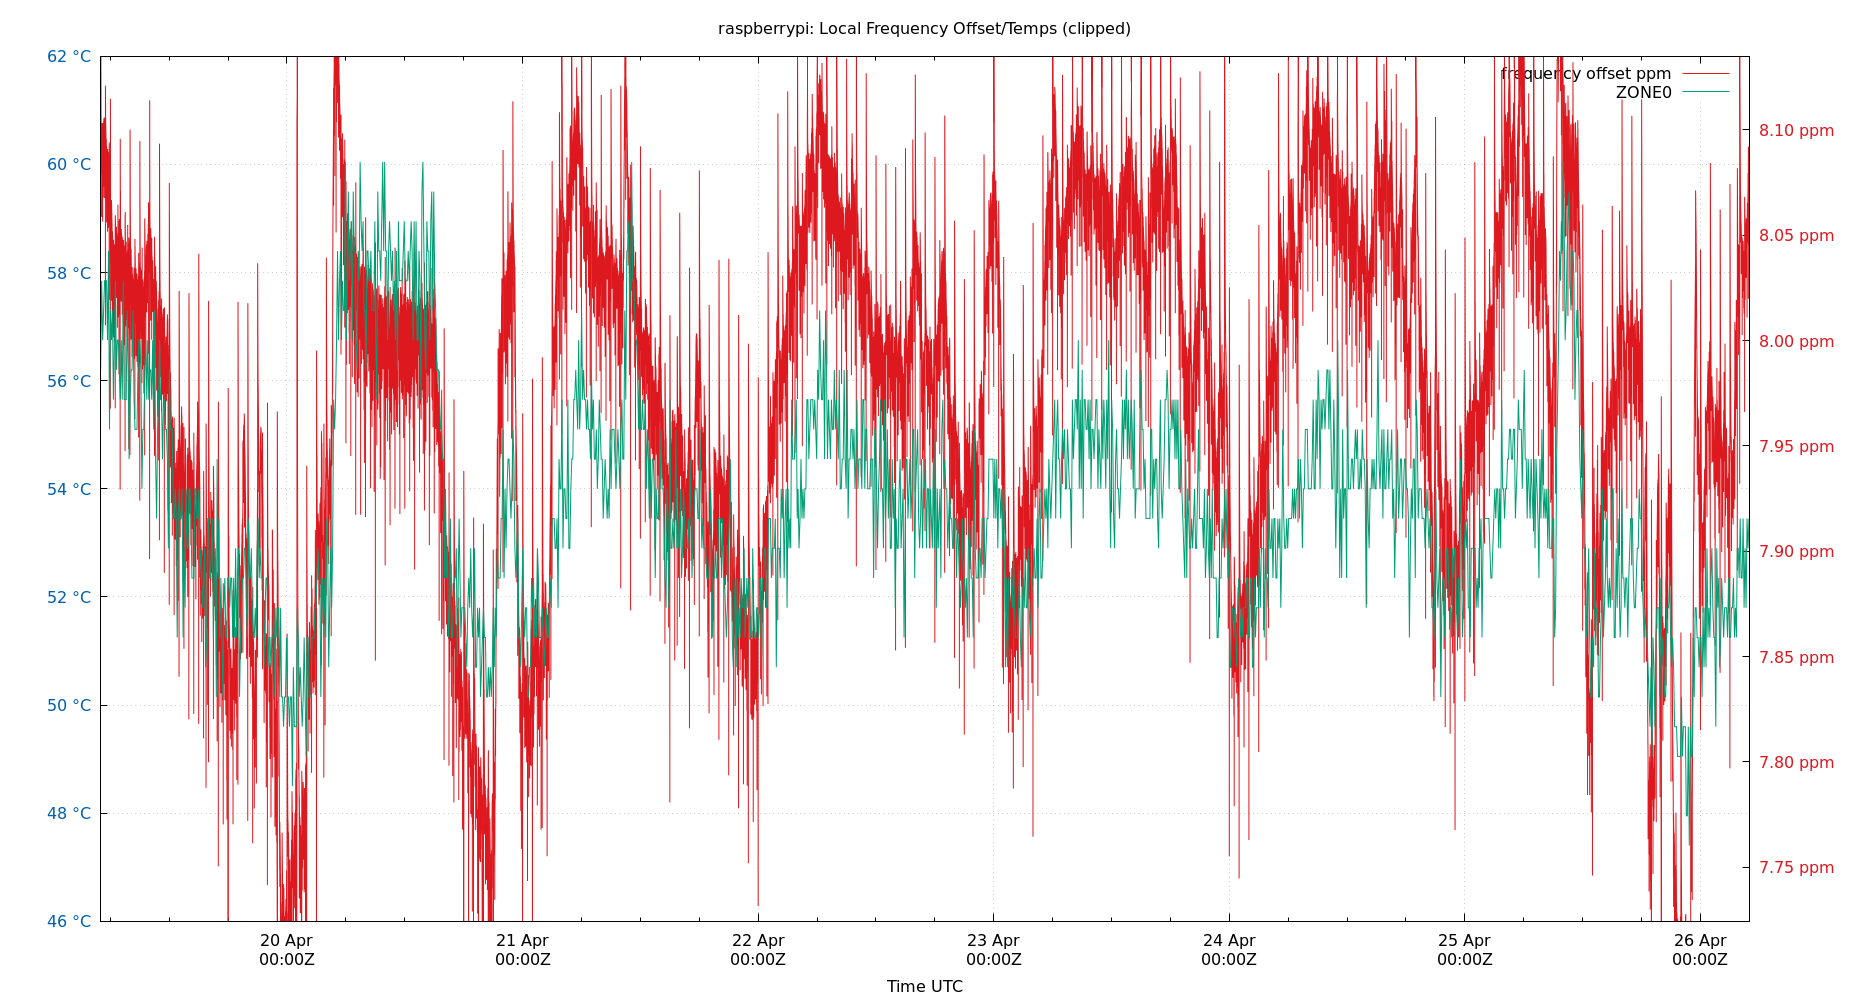 raspberrypi: Local Frequency Offset/Temps (clipped)
62 °C
60 °C
58 °C
56 °C
54 °C
52 °C
50 °C
48 °C
46 °C
frequency offset ppm
ZONE0
8.10 ppm
8.05 ppm
8.00 ppm
7.95 ppm
7.90 ppm
7.85 ppm
7.80 ppm
7.75 ppm
20 Apr
00:00Z
21 Apr
00:00Z
22 Apr
00:00Z
23 Apr
00:00Z
24 Apr
00:00Z
25 Apr
00:00Z
26 Apr
00:00Z
Time UTC